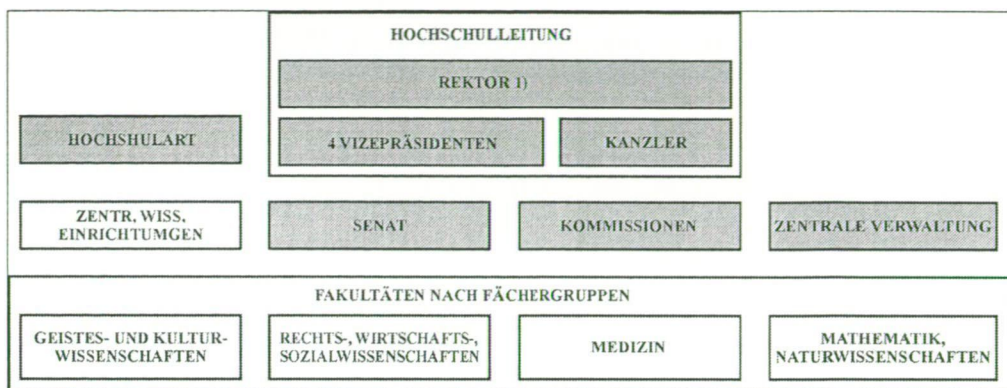 HOCHSCHULLEITUNG
REKTOR 1)
HOCHSHULART
4 VIZEPRÄSIDENTEN
KANZLER
ZENTR, WISS,
EINRICHTUMGEN
SENAT
KOMMISSIONEN
ZENTRALE VERWALTUNG
FAKULTÄTEN NACH FÄCHERGRUPPEN
GEISTES- UND KULTUR-
WISSENSCHAFTEN
RECHTS-, WIRTSCHAFTS-,
SOZIALWISSENSCHAFTEN
MEDIZIN
MATHEMATIK,
NATURWISSENSCHAFTEN